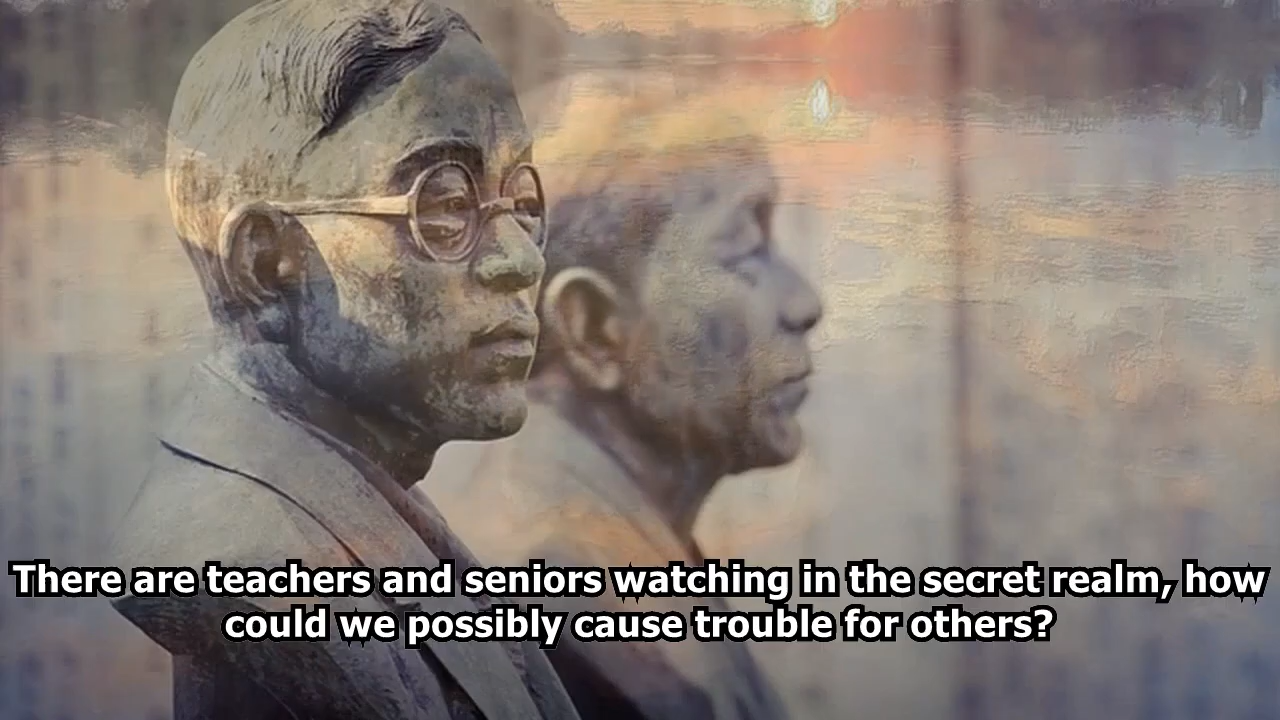 There are teachers and seniors watching in the secret realm, how
could we possibly cause trouble for others?